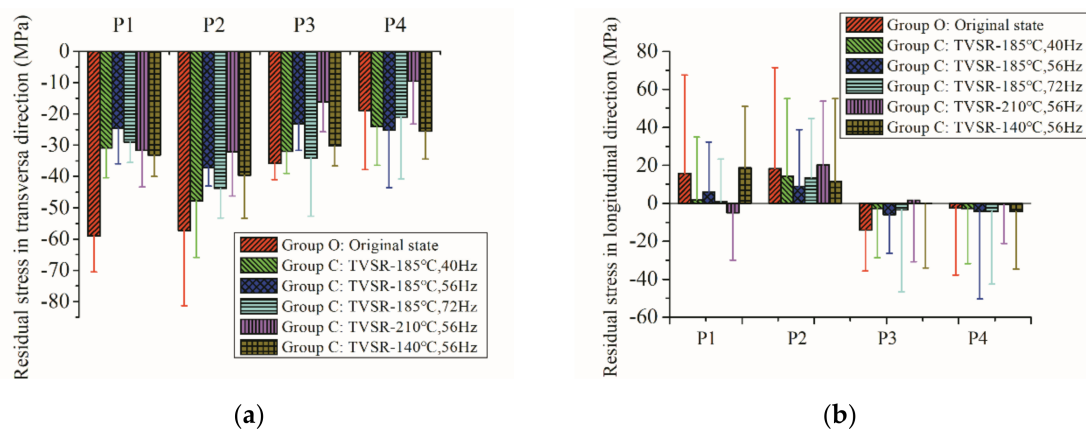 P1 P2 P3 P4
0
-10
-20
-30
-40
-50
-60
-70
-80
Residual stress in transversa direction (MPa)
Group O: Original state
Group C: TVSR-185℃,40Hz
Group C: TVSR-185℃,56Hz
Group C: TVSR-185℃,72Hz
Group C: TVSR-210℃,56Hz
Group C: TVSR-140℃,56Hz
(a)
80
60
40
20
0
-20
-40
-60
Residual stress in longitudinal direction (MPa)
Group O: Original state
Group C: TVSR-185℃,40Hz
Group C: TVSR-185℃,56Hz
Group C: TVSR-185℃,72Hz
Group C: TVSR-210℃,56Hz
Group C: TVSR-140℃,56Hz
P1 P2 P3 P4
(b)